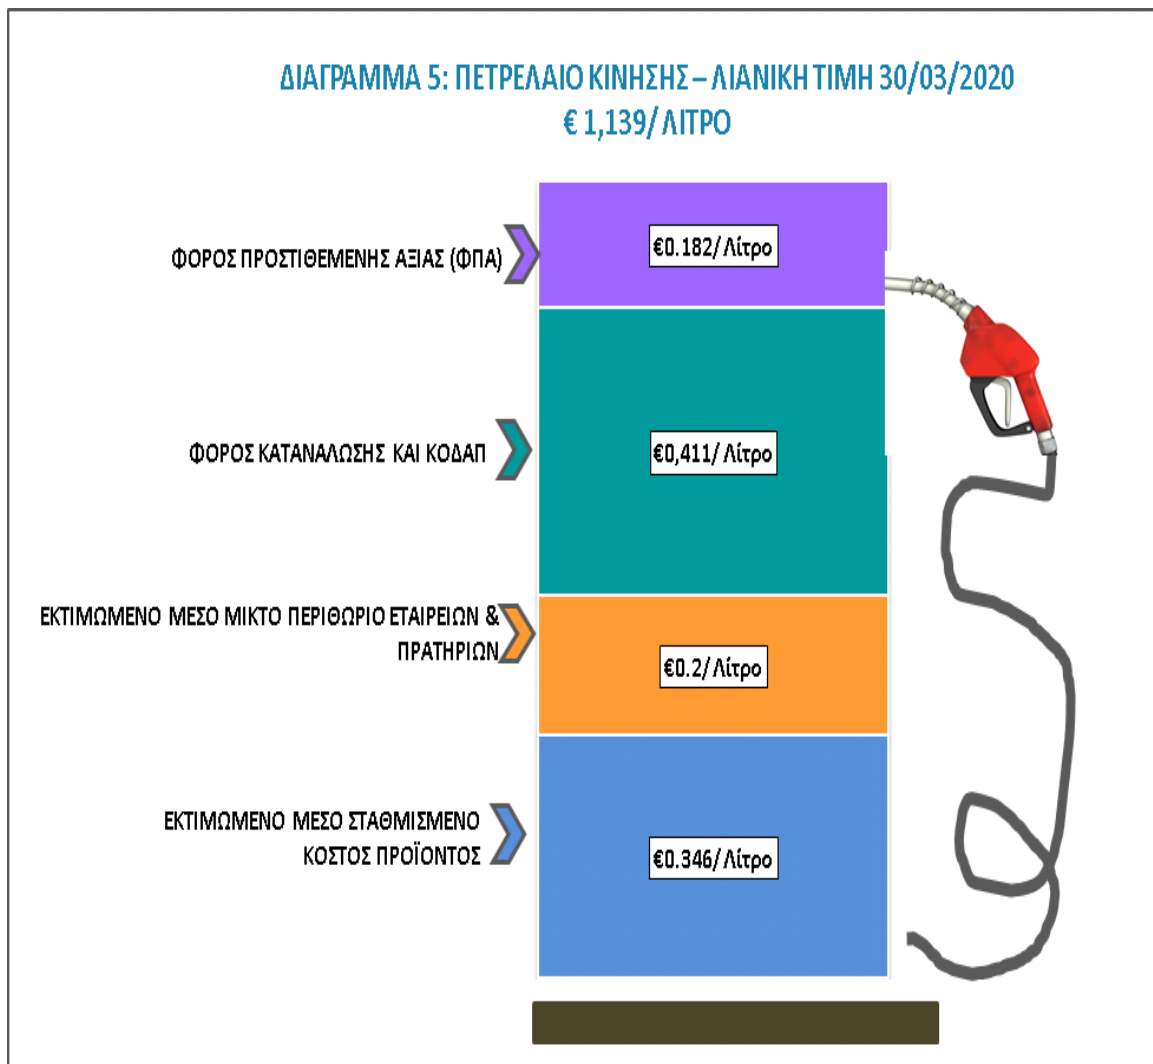 ΔΙΑΓΡΑΜΜΑ 5: ΠΕΤΡΕΛΑΙΟ ΚΙΝΗΣΗΣ – ΛΙΑΝΙΚΗ ΤΙΜΗ 30/03/2020
€ 1,139/ ΛΙΤΡΟ
ΦΟΡΟΣ ΠΡΟΣΤΙΘΕΜΕΝΗΣ ΑΞΙΑΣ (ΦΠΑ)
€0.182/ Λίτρο
ΦΟΡΟΣ ΚΑΤΑΝΑΛΩΣΗΣ ΚΑΙ ΚΟΔΑΠ
€0,411/ Λίτρο
ΕΚΤΙΜΩΜΕΝΟ ΜΕΣΟ ΜΙΚΤΟ ΠΕΡΙΘΩΡΙΟ ΕΤΑΙΡΕΙΩΝ &
ΠΡΑΤΗΡΙΩΝ
€0.2/ Λίτρο
ΕΚΤΙΜΩΜΕΝΟ ΜΕΣΟ ΣΤΑΘΜΙΣΜΕΝΟ
ΚΟΣΤΟΣ ΠΡΟΪΟΝΤΟΣ
€0.346/ Λίτρο